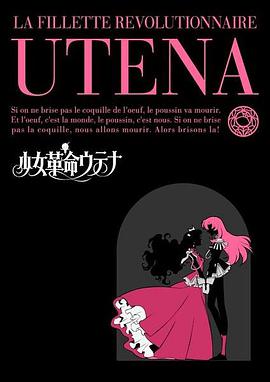 LA FILLETTE REVOLUTIONNAIRE
UTENA
Si on ne brise pas le coquille de l'oeuf, le poussín va mourir.
Et l'oeuf, c'est la monde, le poussin, c'est nous. Si on ne brise
pas la coquille, nous allons mourir. Alors brisons la!
少女革命ウテナ